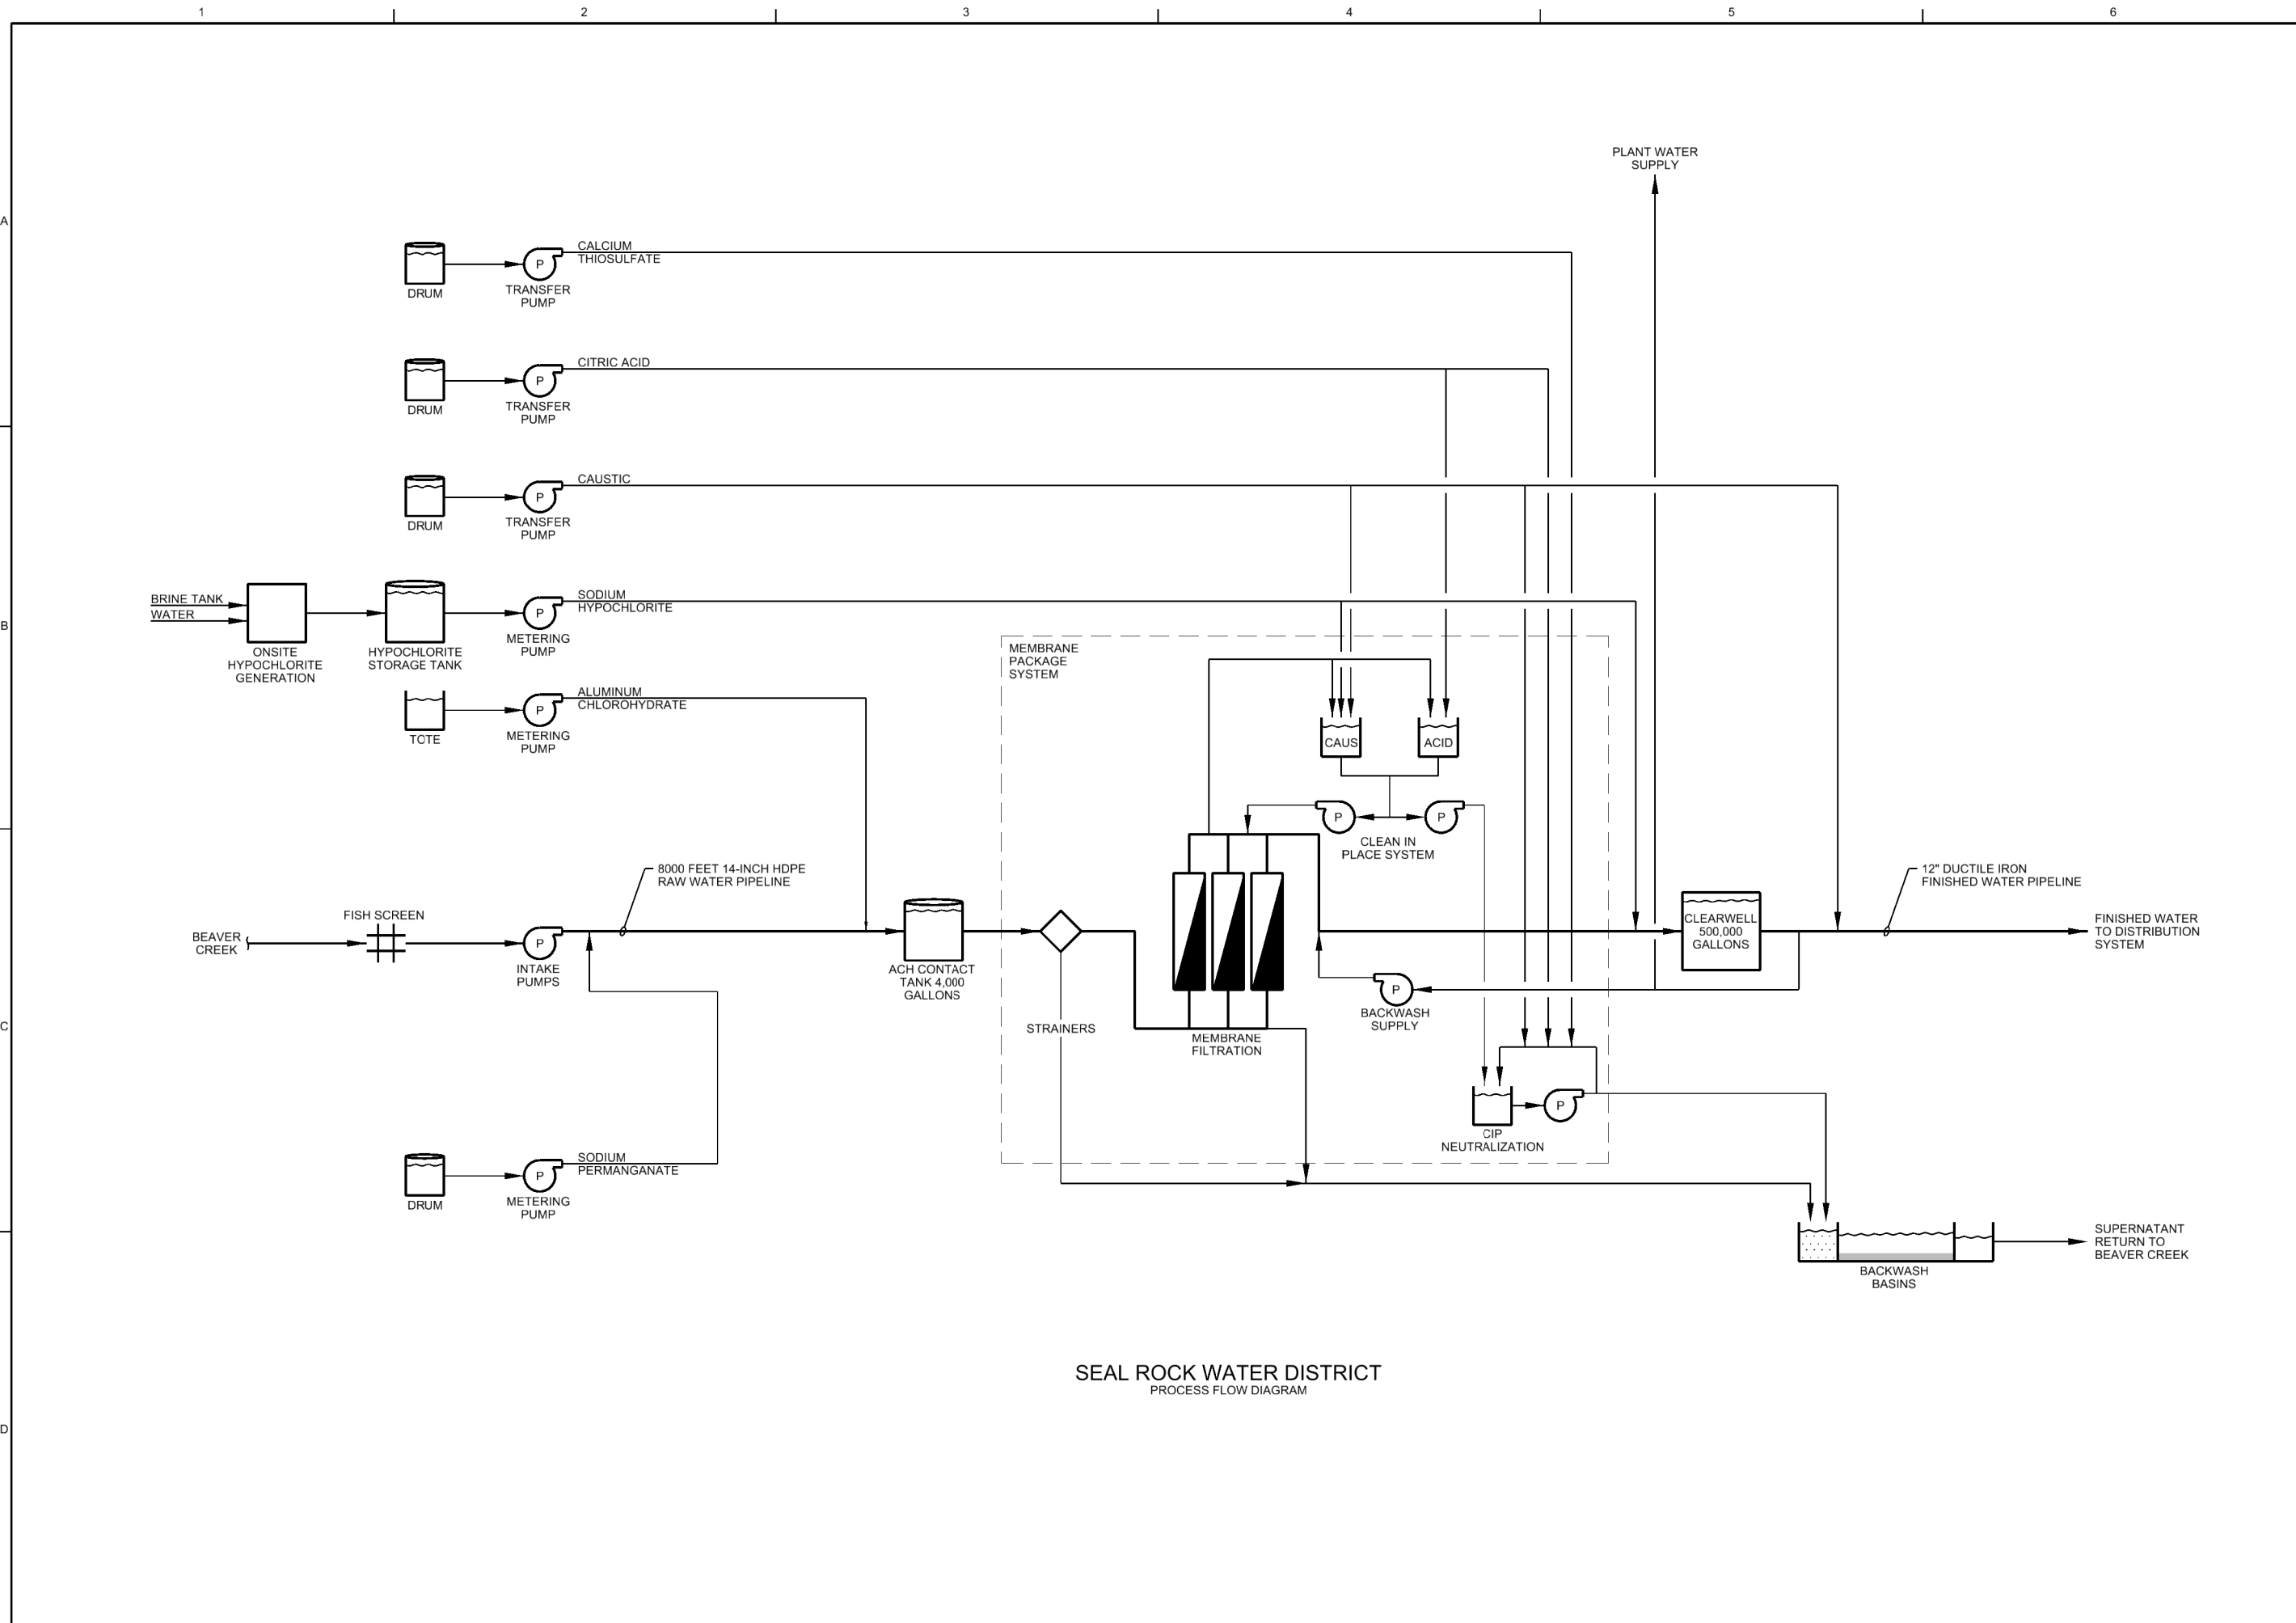 1
2
3
4
5
6
PLANT WATER
SUPPLY
A
CALCIUM
THIOSULFATE
P
DRUM
TRANSFER
PUMP
CITRIC ACID
P
DRUM
TRANSFER
PUMP
CAUSTIC
P
DRUM
TRANSFER
PUMP
B
BRINE TANK
WATER
ONSITE
HYPOCHLORITE
GENERATION
HYPOCHLORITE
STORAGE TANK
P
METERING
PUMP
SODIUM
HYPOCHLORITE
TOTE
P
METERING
PUMP
ALUMINUM
CHLOROHYDRATE
MEMBRANE
PACKAGE
SYSTEM
CAUS
ACID
P
P
CLEAN IN
PLACE SYSTEM
8000 FEET 14-INCH HDPE
RAW WATER PIPELINE
FISH SCREEN
BEAVER
CREEK
P
INTAKE
PUMPS
ACH CONTACT
TANK 4,000
GALLONS
STRAINERS
MEMBRANE
FILTRATION
P
BACKWASH
SUPPLY
CLEARWELL
500,000
GALLONS
12" DUCTILE IRON
FINISHED WATER PIPELINE
FINISHED WATER
TO DISTRIBUTION
SYSTEM
C
P
CIP
NEUTRALIZATION
DRUM
P
METERING
PUMP
SODIUM
PERMANGANATE
BACKWASH
BASINS
SUPERNATANT
RETURN TO
BEAVER CREEK
SEAL ROCK WATER DISTRICT
PROCESS FLOW DIAGRAM
D